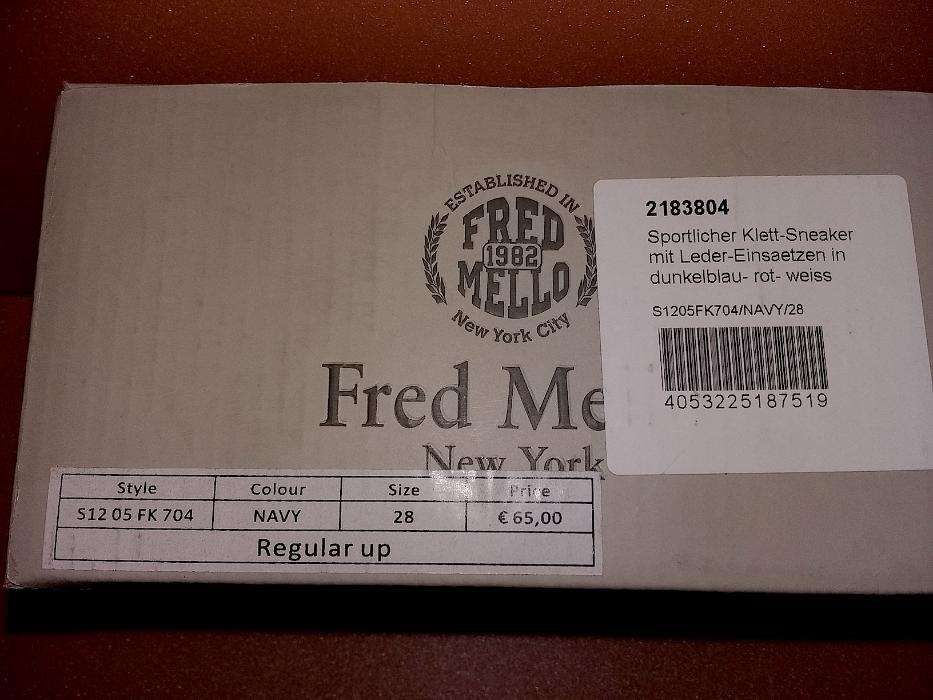 ESTABLISHED IN
FRED
1982
MELLO
New York City
Fred Me
New York
2183804
Sportlicher Klett-Sneaker
mit Leder-Einsaetzen in
dunkelblau- rot- weiss
S1205FK704/NAVY/28
4053225187519
Style Colour Size Price
S12 05 FK 704 NAVY 28 € 65,00
Regular up